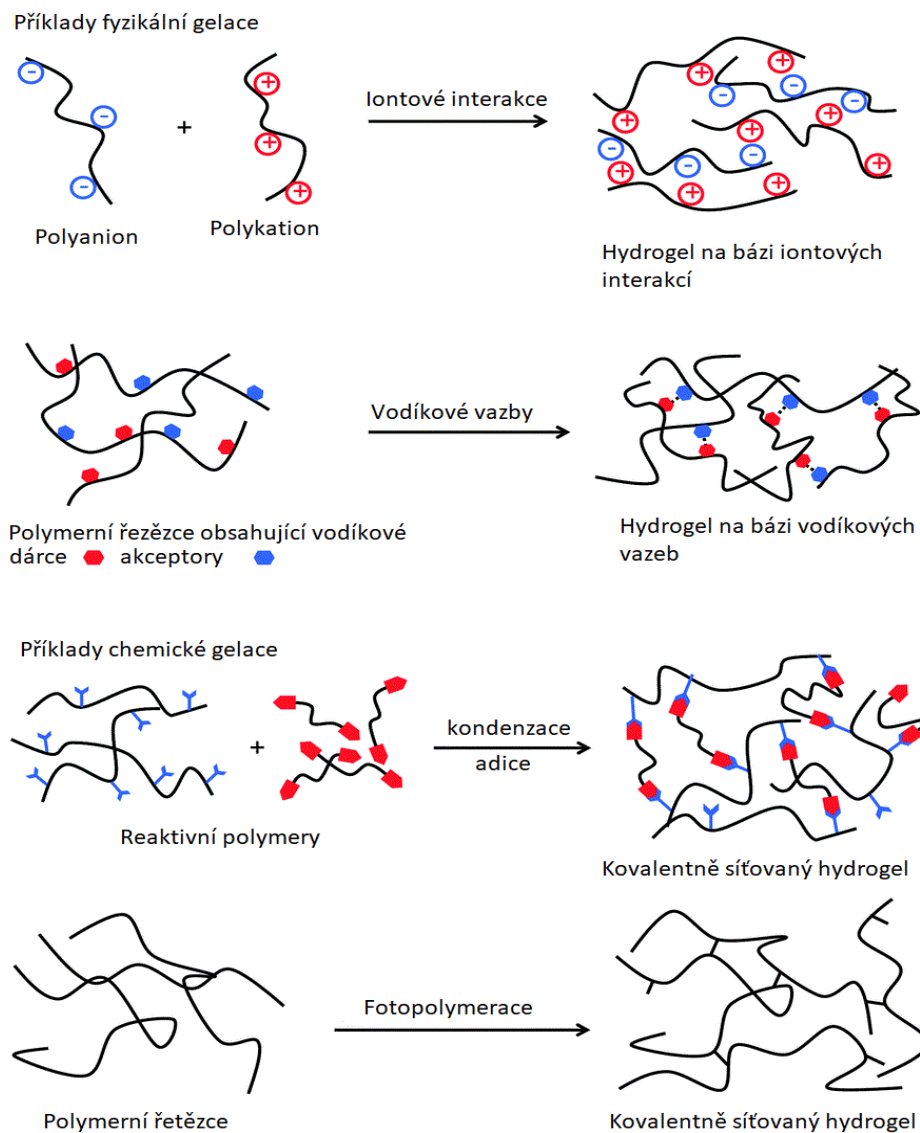 Příklady fyzikální gelace
Iontové interakce
+
Polyanion
Polykation
Hydrogel na bázi iontových
interakcí
Vodíkové vazby
Polymerní řezězce obsahující vodíkové
dárce akceptory
Hydrogel na bázi vodíkových
vazeb
Příklady chemické gelace
+
kondenzace
adice
Reaktivní polymery
Kovalentně síťovaný hydrogel
Fotopolymerace
Polymerní řetězce
Kovalentně síťovaný hydrogel